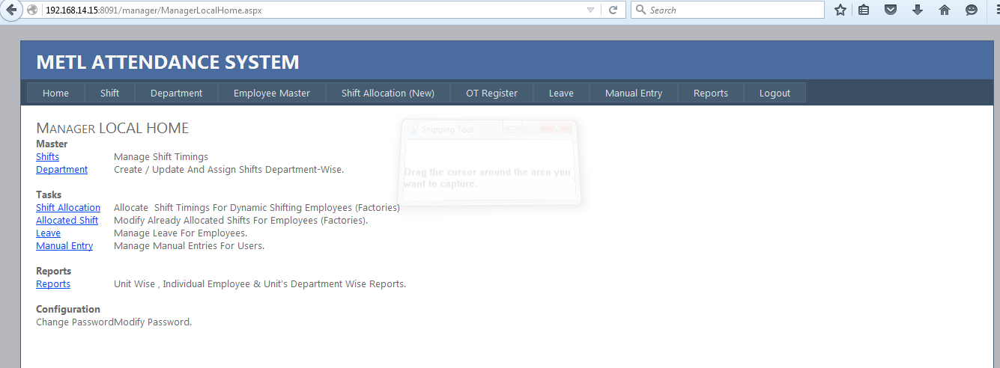 192.168.14.15:8091/manager/ManagerLocalHome.aspx
Search
METL ATTENDANCE SYSTEM
Home Shift Department Employee Master Shift Allocation (New) OT Register Leave Manual Entry Reports Logout
MANAGER LOCAL HOME
Master
Shifts Manage Shift Timings
Department Create / Update And Assign Shifts Department-Wise.
Snipping Tool
Drag the cursor around the area you
want to capture.
Tasks
Shift Allocation Allocate Shift Timings For Dynamic Shifting Employees (Factories)
Allocated Shift Modify Already Allocated Shifts For Employees (Factories).
Leave Manage Leave For Employees.
Manual Entry Manage Manual Entries For Users.
Reports
Reports Unit Wise , Individual Employee & Unit's Department Wise Reports.
Configuration
Change PasswordModify Password.